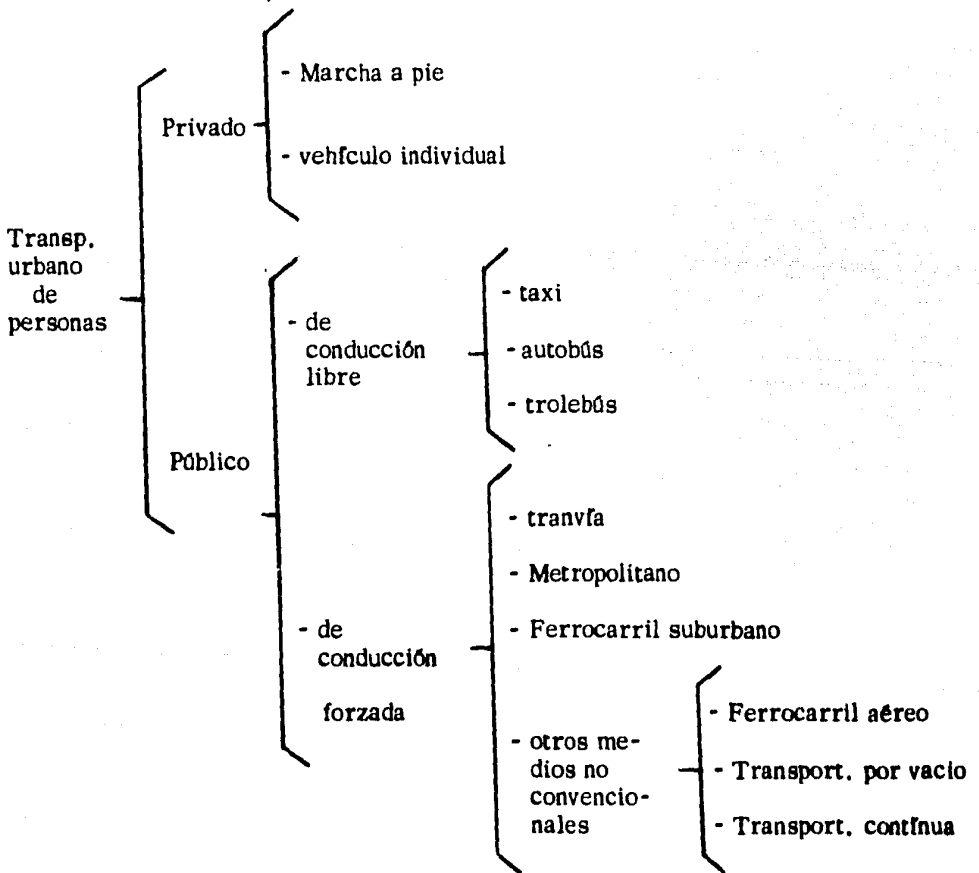 Transp.
urbano
de
personas
Privado
- Marcha a pie
- vehículo individual
Público
- de
conducción
libre
- taxi
- autobús
- trolebús
- de
conducción
forzada
- tranvía
- Metropolitano
- Ferrocarril suburbano
- otros me-
dios no
convencio-
nales
- Ferrocarril aéreo
- Transport. por vacio
- Transport. contínua